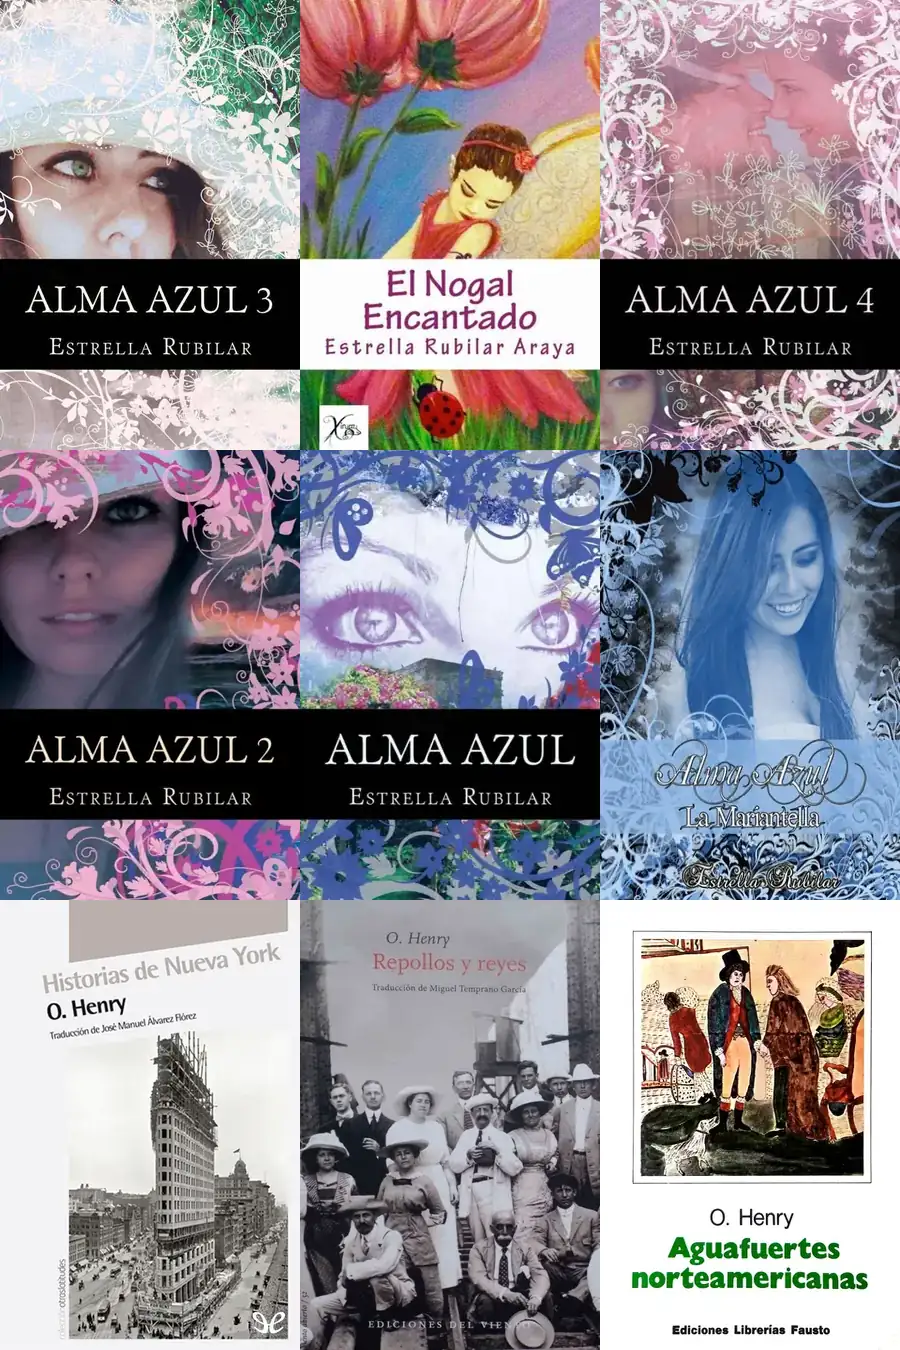 ALMA AZUL 3
ESTRELLA RUBILAR
El Nogal
Encantado
Estrella Rubilar Araya
ALMA AZUL 4
ESTRELLA RUBILAR
ALMA AZUL 2
ESTRELLA RUBILAR
ALMA AZUL
ESTRELLA RUBILAR
Alma Azul
La Mariantella
Estrella Rubilar
Historias de Nueva York
O. Henry
Traducción de José Manuel Álvarez Flórez
colección otraslatitudes
O. Henry
Repollos y reyes
Traducción de Miguel Temprano García
EDICIONES DEL VIENTO
O. Henry
Aguafuertes
norteamericanas
Ediciones Librerías Fausto